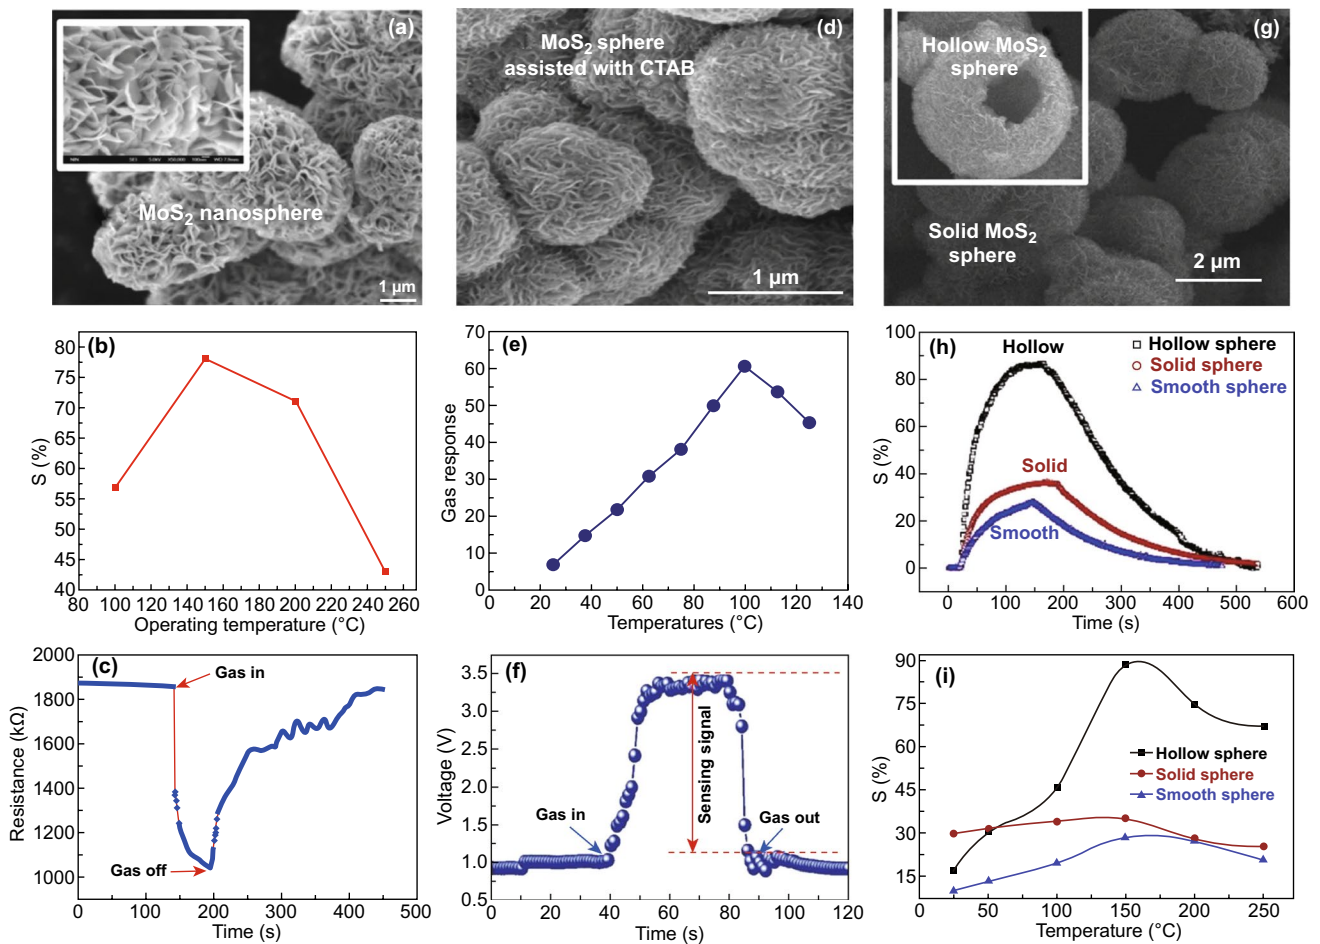 (a)
MoS2 nanosphere
1 μm
(d)
MoS2 sphere
assisted with CTAB
1 μm
(g)
Hollow MoS2
sphere
Solid MoS2
sphere
2 μm
(b)
S (%)
80
75
70
65
60
55
50
45
40
80 100 120 140 160 180 200 220 240 260
Operating temperature (°C)
(e)
Gas response
70
60
50
40
30
20
10
0
0 20 40 60 80 100 120 140
Temperatures (°C)
(h)
Hollow
Hollow sphere
Solid sphere
Smooth sphere
Solid
Smooth
S (%)
100
80
60
40
20
0
0 100 200 300 400 500 600
Time (s)
(c)
Gas in
Gas off
Resistance (kΩ)
2000
1800
1600
1400
1200
1000
0 100 200 300 400 500
Time (s)
(f)
Gas in
Sensing signal
Gas out
Voltage (V)
3.5
3.0
2.5
2.0
1.5
1.0
0.5
0 20 40 60 80 100 120
Time (s)
(i)
Hollow sphere
Solid sphere
Smooth sphere
S (%)
90
75
60
45
30
15
50 100 150 200 250
Temperature (°C)